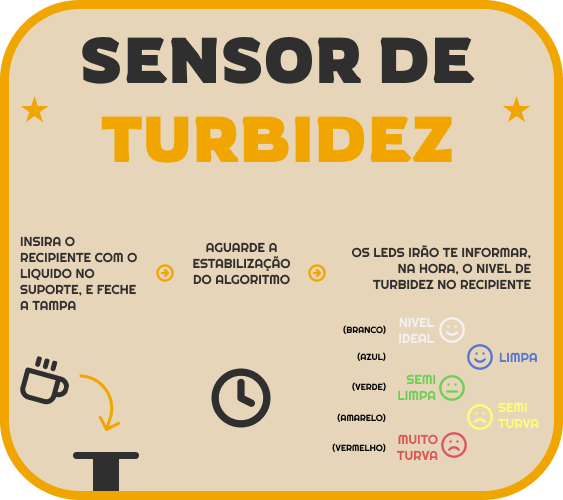 SENSOR DE
TURBIDEZ
INSIRA O
RECIPIENTE COM O
LIQUIDO NO
SUPORTE, E FECHE
A TAMPA
AGUARDE A
ESTABILIZAÇÃO
DO ALGORITMO
OS LEDS IRÃO TE INFORMAR,
NA HORA, O NIVEL DE
TURBIDEZ NO RECIPIENTE
(BRANCO)
NIVEL
IDEAL
(AZUL)
LIMPA
(VERDE)
SEMI
LIMPA
(AMARELO)
SEMI
TURVA
(VERMELHO)
MUITO
TURVA